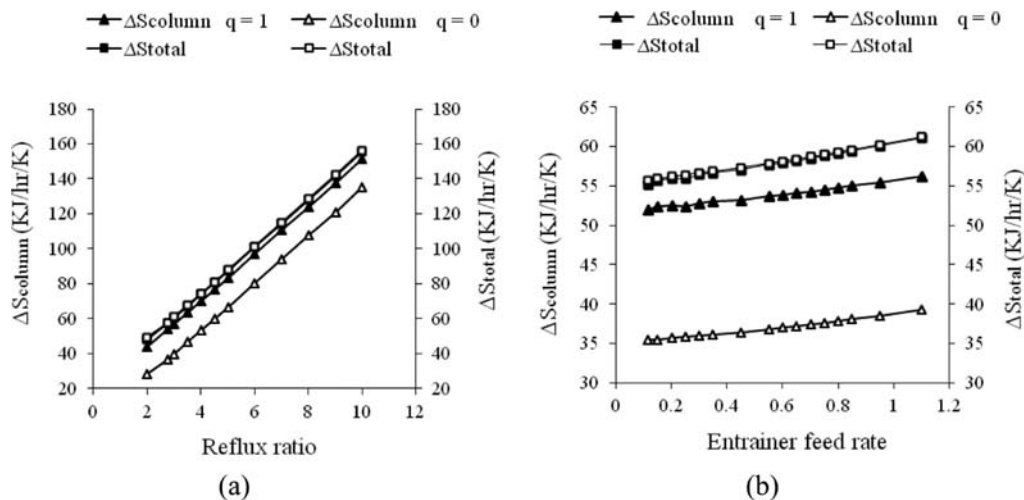 ΔScolumn q = 1 ΔScolumn q = 0
ΔStotal ΔStotal
ΔScolumn (KJ/hr/K)
180
160
140
120
100
80
60
40
20
0 2 4 6 8 10 12
Reflux ratio
180
160
140
120
100
80
60
40
20
ΔStotal (KJ/hr/K)
(a)
ΔScolumn q = 1 ΔScolumn q = 0
ΔStotal ΔStotal
ΔScolumn (KJ/hr/K)
65
60
55
50
45
40
35
30
0 0.2 0.4 0.6 0.8 1 1.2
Entrainer feed rate
65
60
55
50
45
40
35
30
ΔStotal (KJ/hr/K)
(b)